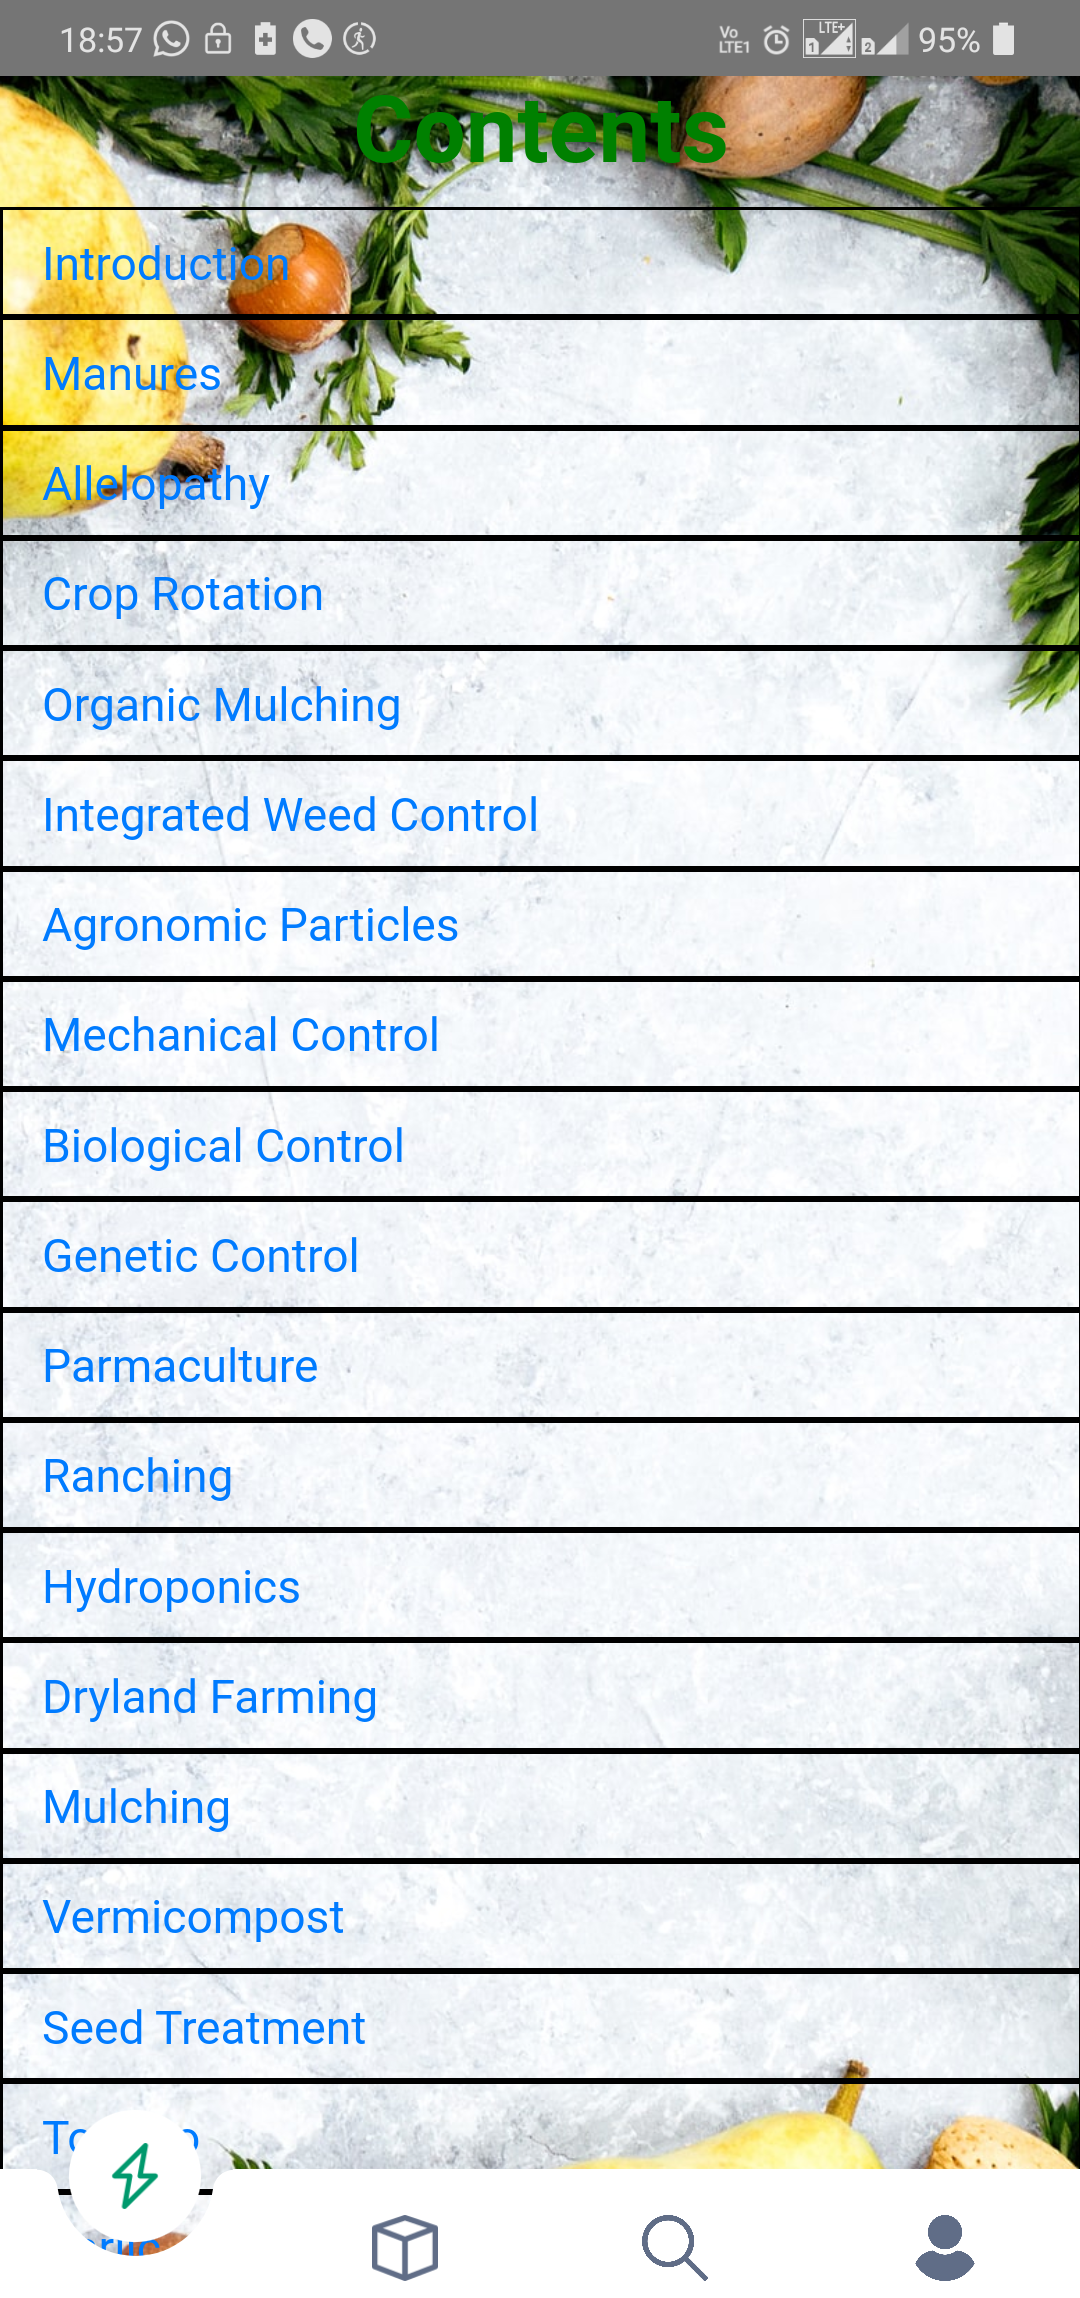 18:57
Vo LTE1 LTE+ 1 2 95%
Contents
Introduction
Manures
Allelopathy
Crop Rotation
Organic Mulching
Integrated Weed Control
Agronomic Particles
Mechanical Control
Biological Control
Genetic Control
Parmaculture
Ranching
Hydroponics
Dryland Farming
Mulching
Vermicompost
Seed Treatment